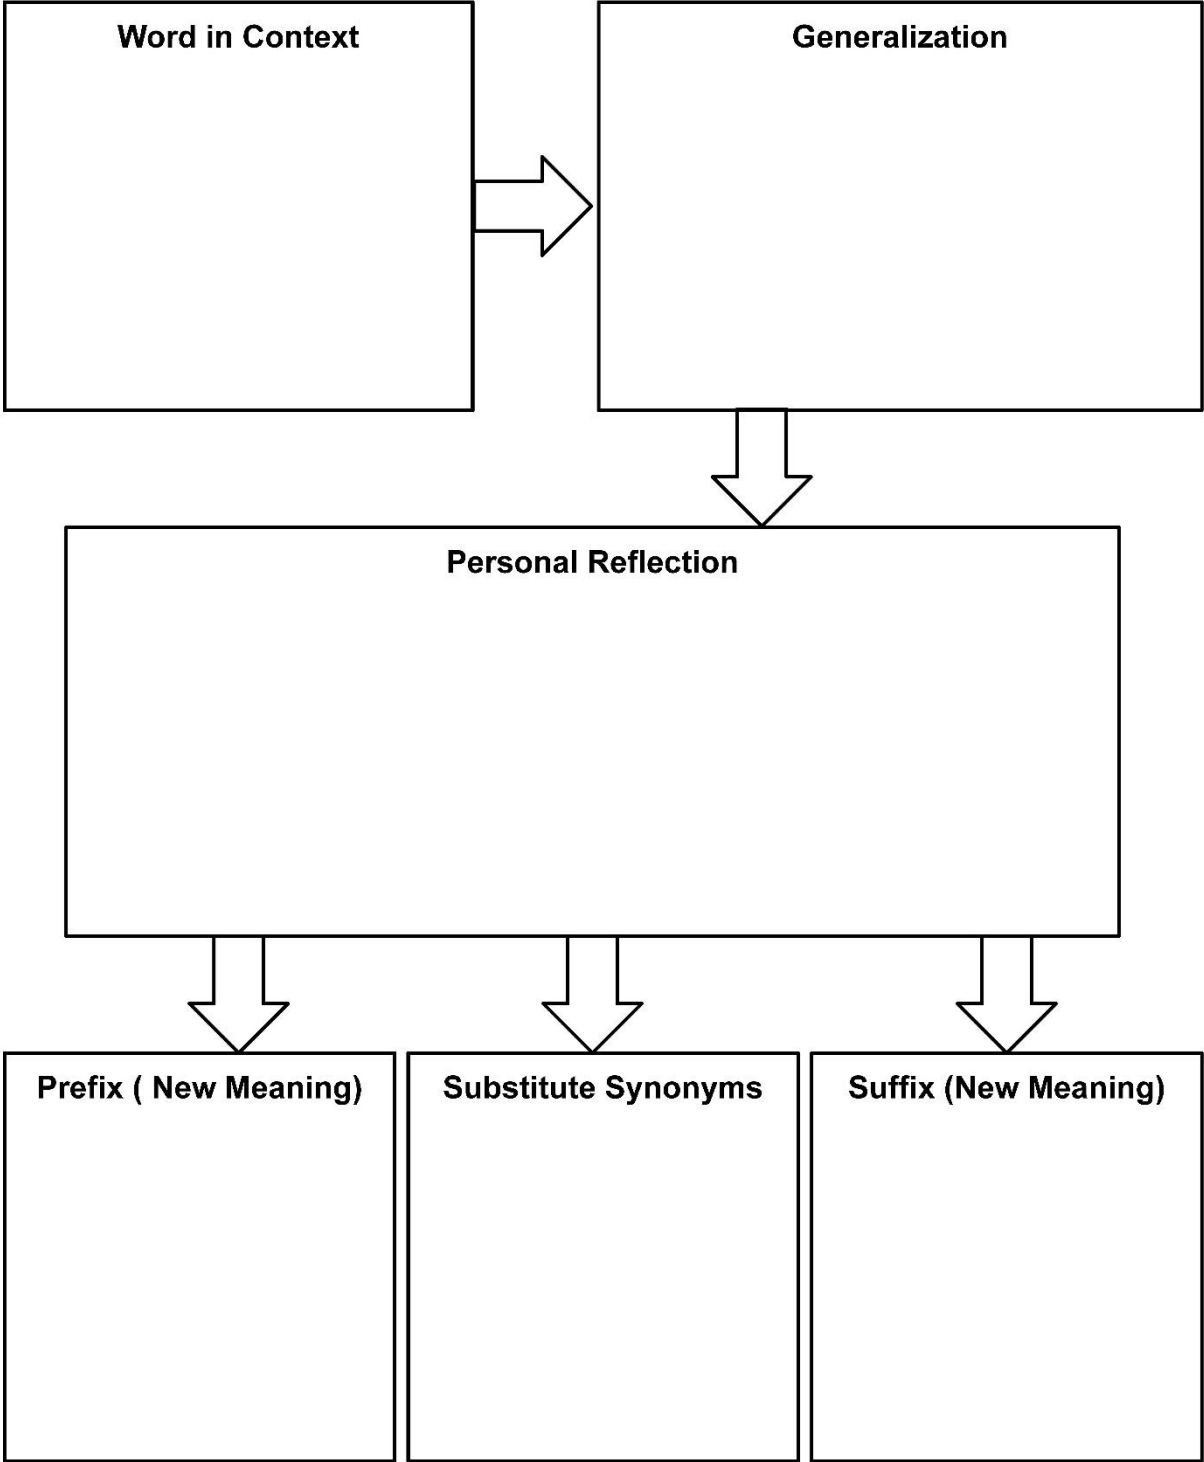 Word in Context
Generalization
Personal Reflection
Prefix ( New Meaning)
Substitute Synonyms
Suffix (New Meaning)